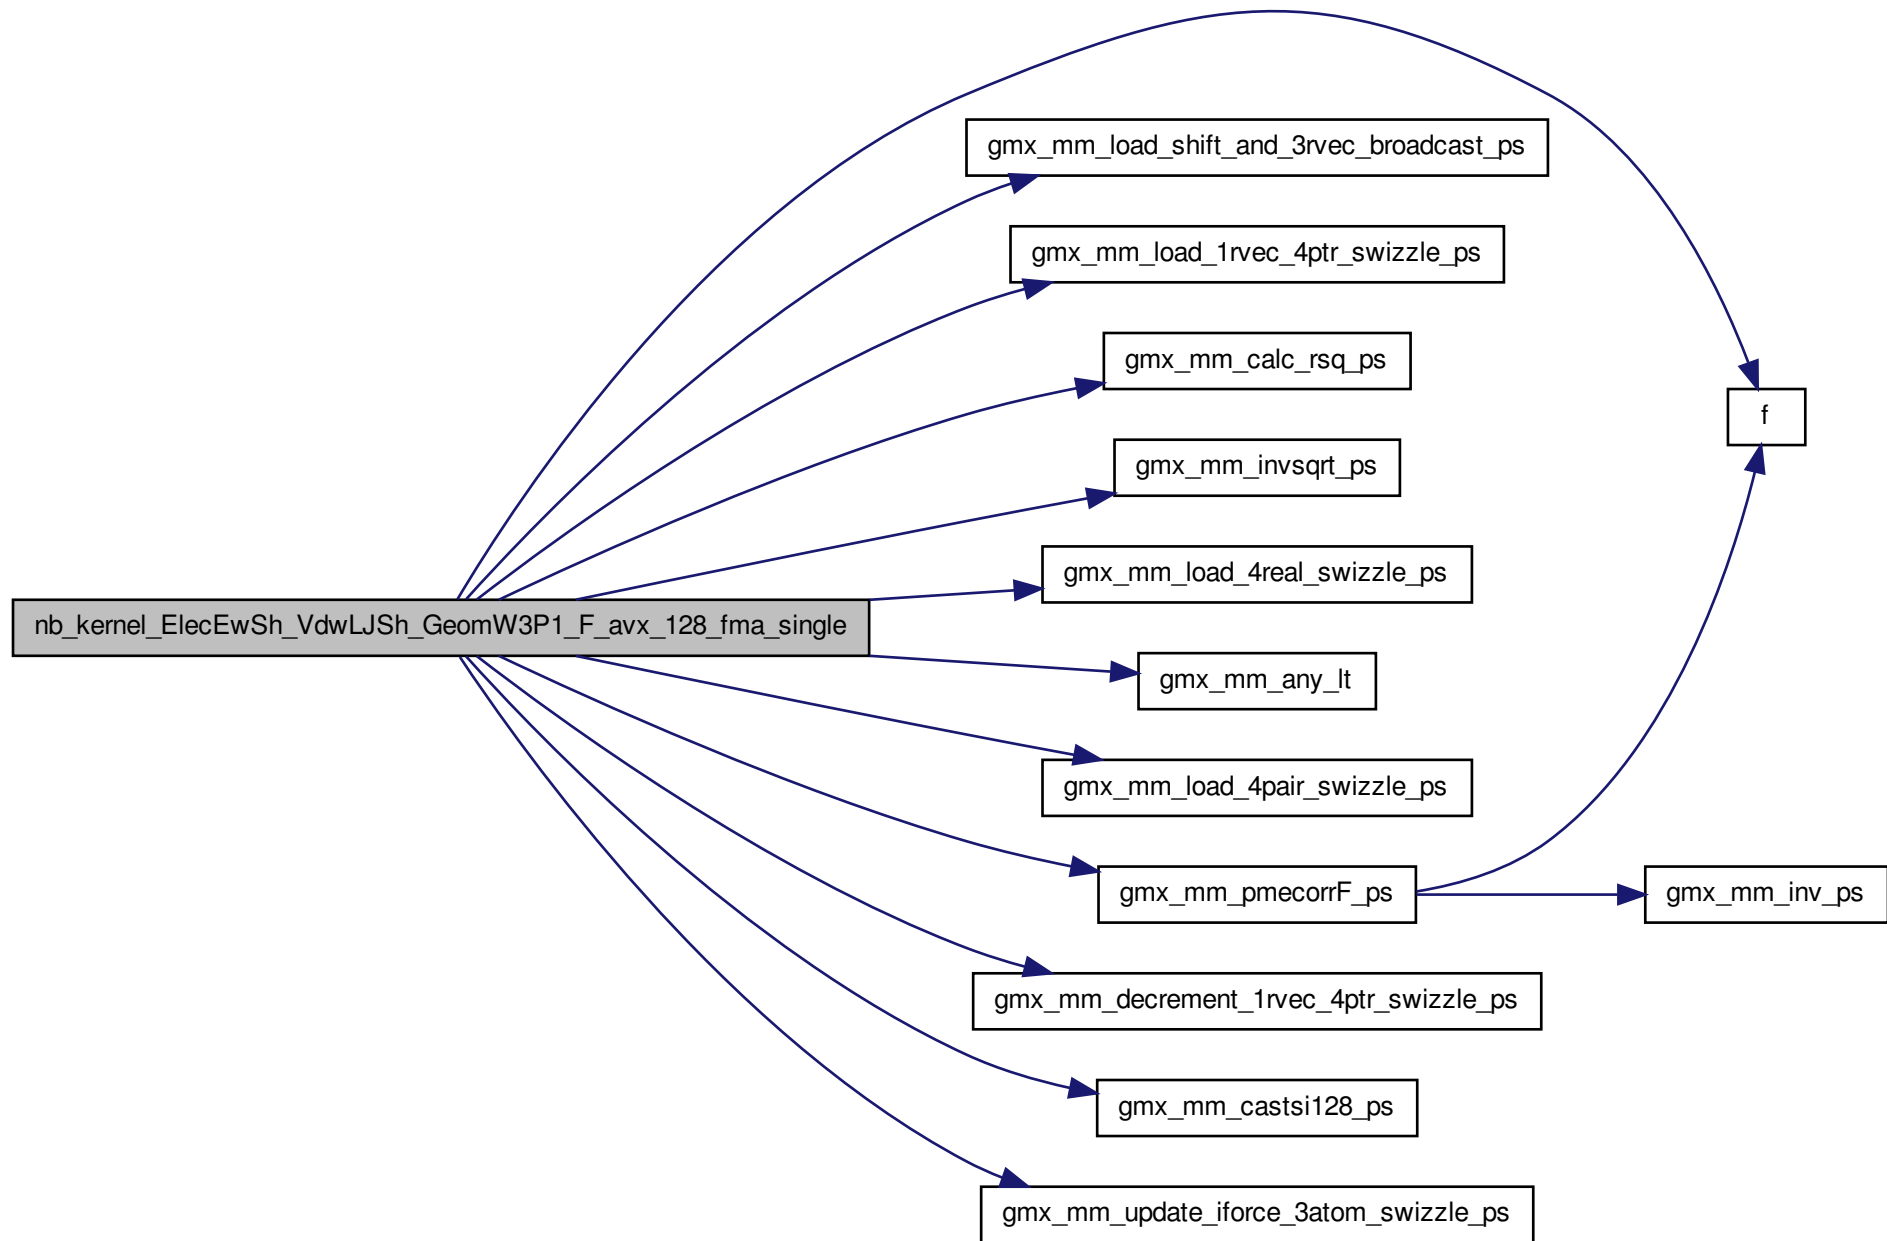 gmx_mm_load_shift_and_3rvec_broadcast_ps
gmx_mm_load_1rvec_4ptr_swizzle_ps
gmx_mm_calc_rsq_ps
f
gmx_mm_invsqrt_ps
gmx_mm_load_4real_swizzle_ps
nb_kernel_ElecEwSh_VdwLJSh_GeomW3P1_F_avx_128_fma_single
gmx_mm_any_lt
gmx_mm_load_4pair_swizzle_ps
gmx_mm_pmecorrF_ps
gmx_mm_inv_ps
gmx_mm_decrement_1rvec_4ptr_swizzle_ps
gmx_mm_castsi128_ps
gmx_mm_update_iforce_3atom_swizzle_ps